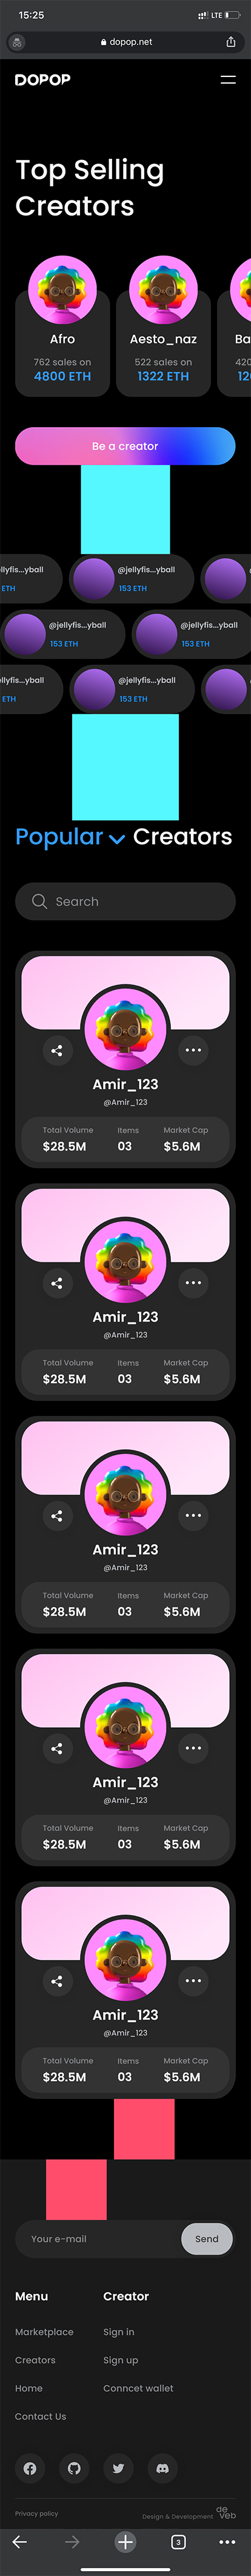 15:25
LTE
dopop.net
DOPOP
Top Selling
Creators
Afro
762 sales on
4800 ETH
Aesto_naz
522 sales on
1322 ETH
Ba
420
12
Be a creator
llyfis...yball
ETH
@jellyfis...yball
153 ETH
@jellyfis...yball
153 ETH
@jellyfis...yball
153 ETH
llyfis...yball
ETH
@jellyfis...yball
153 ETH
Popular Creators
Search
Amir_123
@Amir_123
Total Volume Items Market Cap
$28.5M 03 $5.6M
Amir_123
@Amir_123
Total Volume Items Market Cap
$28.5M 03 $5.6M
Amir_123
@Amir_123
Total Volume Items Market Cap
$28.5M 03 $5.6M
Amir_123
@Amir_123
Total Volume Items Market Cap
$28.5M 03 $5.6M
Amir_123
@Amir_123
Total Volume Items Market Cap
$28.5M 03 $5.6M
Your e-mail
Send
Menu
Marketplace
Creators
Home
Contact Us
Creator
Sign in
Sign up
Conncet wallet
Privacy policy
Design & Development
de
veb
3